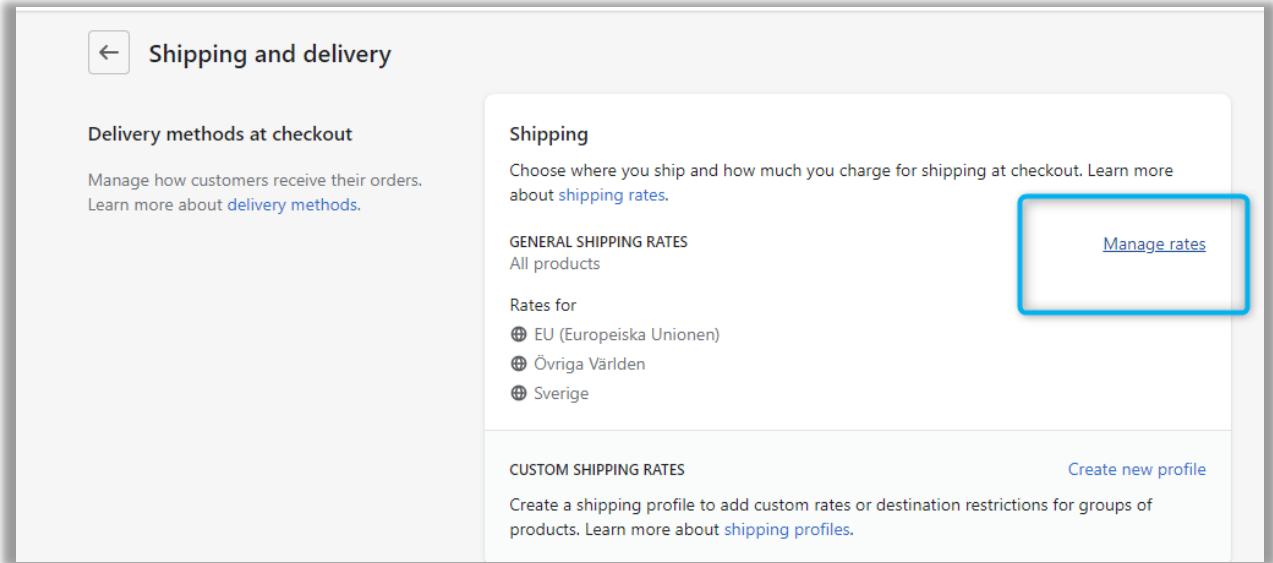 Shipping and delivery
Delivery methods at checkout
Manage how customers receive their orders.
Learn more about delivery methods.
Shipping
Choose where you ship and how much you charge for shipping at checkout. Learn more
about shipping rates.
GENERAL SHIPPING RATES
Manage rates
All products
Rates for
EU (Europeiska Unionen)
Övriga Världen
Sverige
CUSTOM SHIPPING RATES
Create new profile
Create a shipping profile to add custom rates or destination restrictions for groups of
products. Learn more about shipping profiles.